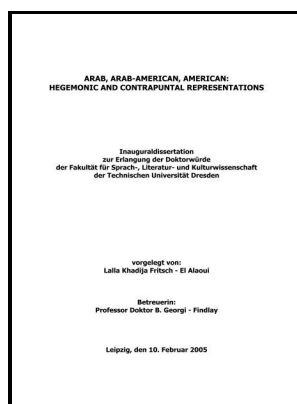 ARAB, ARAB-AMERICAN, AMERICAN:
HEGEMONIC AND CONTRAPUNTAL REPRESENTATIONS
Inauguraldissertation
zur Erlangung der Doktorwürde
der Fakultät für Sprach-, Literatur- und Kulturwissenschaft
der Technischen Universität Dresden
vorgelegt von:
Lalla Khadija Fritsch - El Alaoui
Betreuerin:
Professor Doktor B. Georgi - Findlay
Leipzig, den 10. Februar 2005